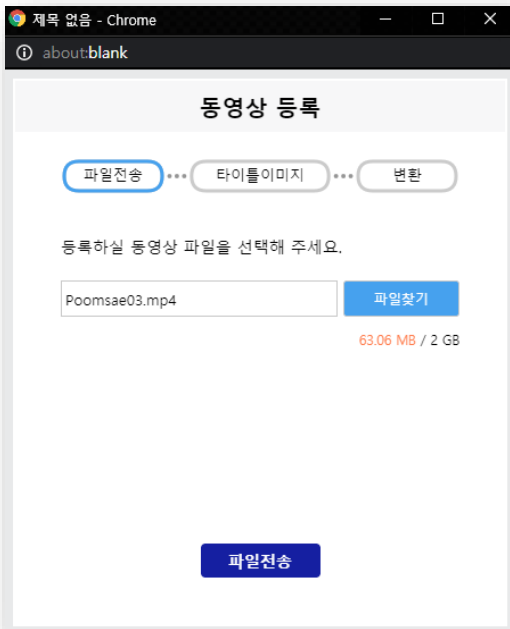 제목 없음 - Chrome
about:blank
동영상 등록
파일전송 ••• 타이틀이미지 ••• 변환
등록하실 동영상 파일을 선택해 주세요.
Poomsae03.mp4 파일찾기
63.06 MB / 2 GB
파일전송